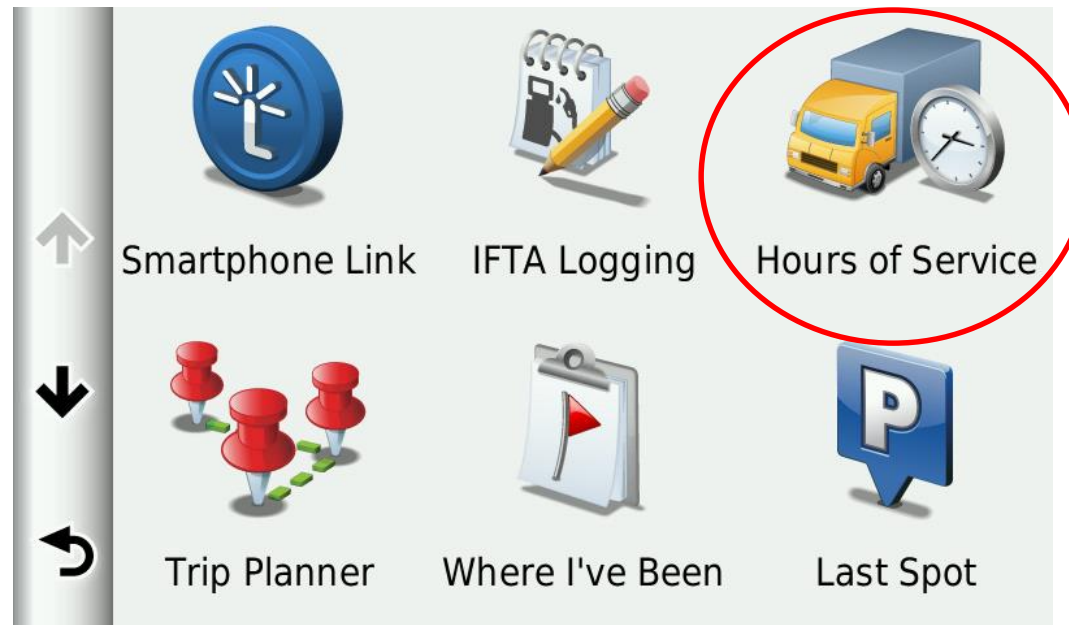 Smartphone Link
IFTA Logging
Hours of Service
P
Trip Planner
Where I've Been
Last Spot